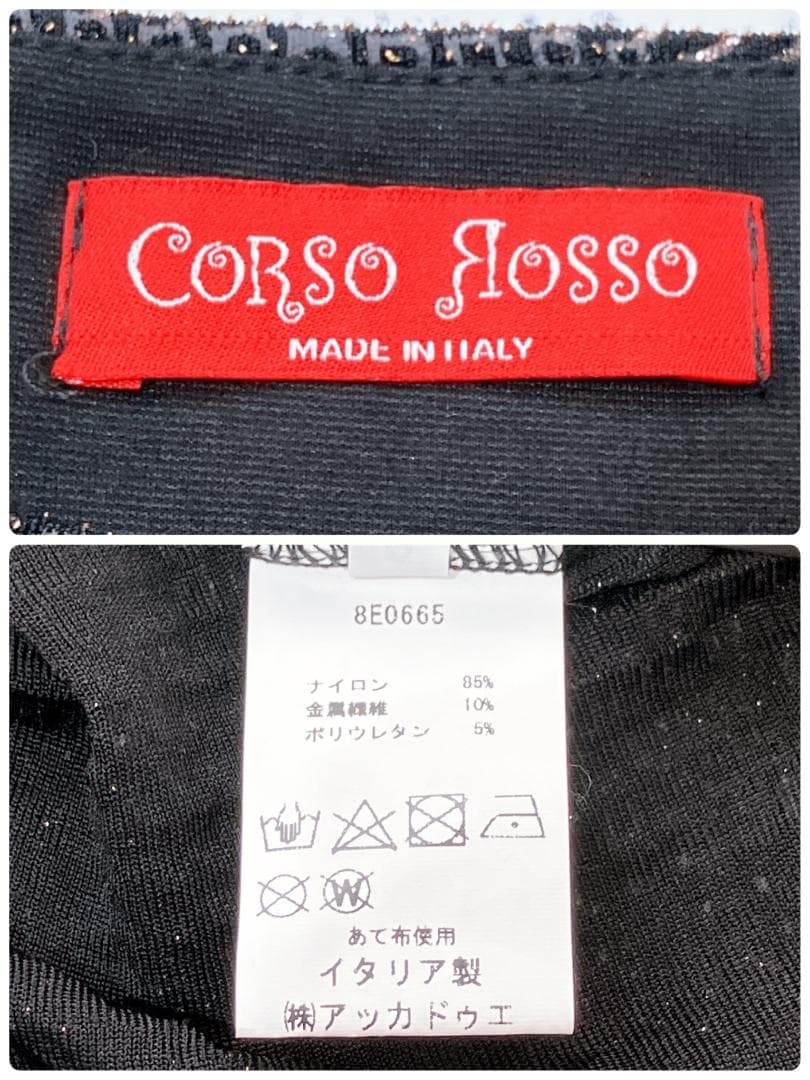 CORSO ROSSO
MADE IN ITALY
8E0665
ナイロン 85%
金属繊維 10%
ポリウレタン 5%
W
あて布使用
イタリア製
㈱アッカドゥエ